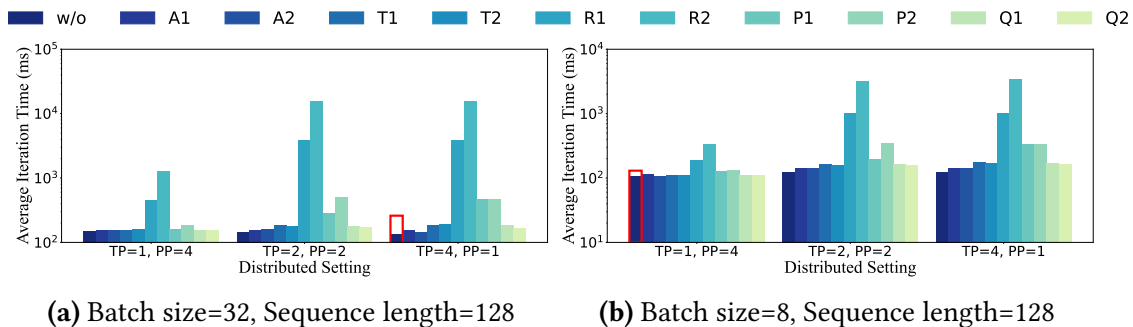 w/o A1 A2 T1 T2 R1 R2 P1 P2 Q1 Q2
Average Iteration Time (ms)
10^5
10^4
10^3
10^2
TP=1, PP=4 TP=2, PP=2 TP=4, PP=1
Distributed Setting
(a) Batch size=32, Sequence length=128
Average Iteration Time (ms)
10^4
10^3
10^2
10^1
TP=1, PP=4 TP=2, PP=2 TP=4, PP=1
Distributed Setting
(b) Batch size=8, Sequence length=128